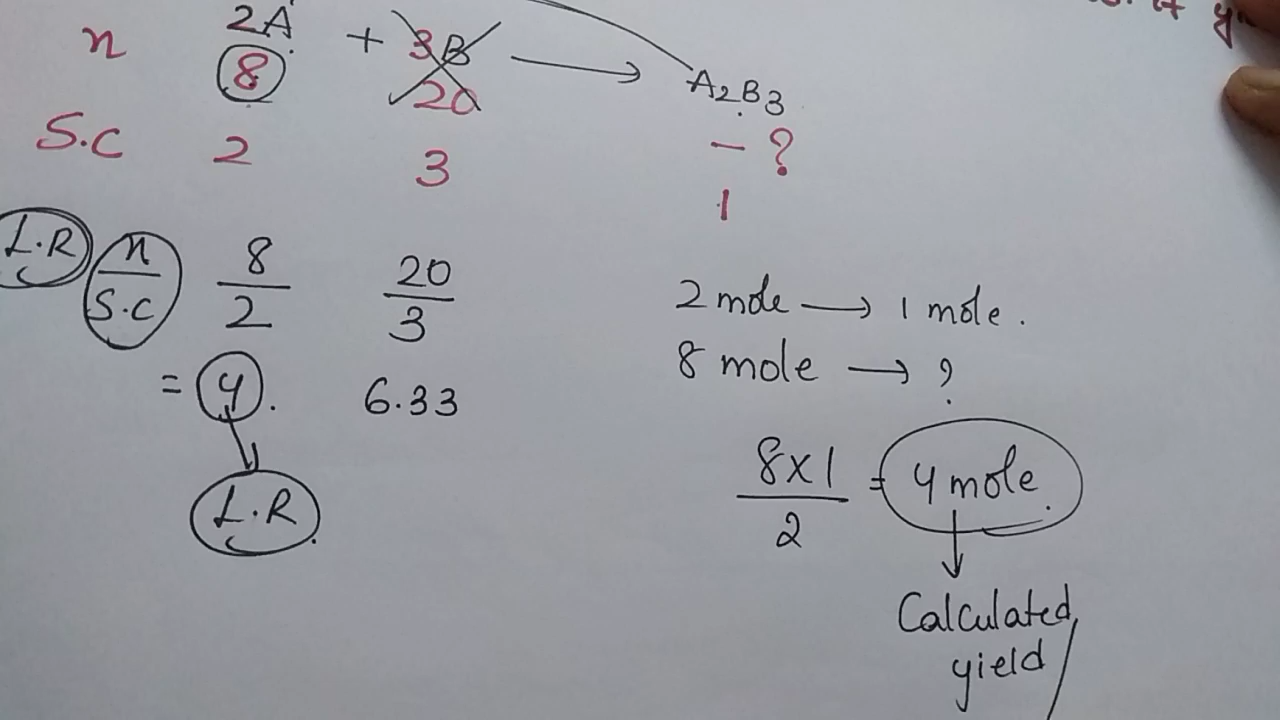 n 2A + 3B → A2B3
8 20 - ?
S.C 2 3 1
L.R n/S.C 8/2 20/3
= 4. 6.33
L.R
2 mole → 1 mole.
8 mole → ?
8x1/2 = 4 mole.
Calculated
yield